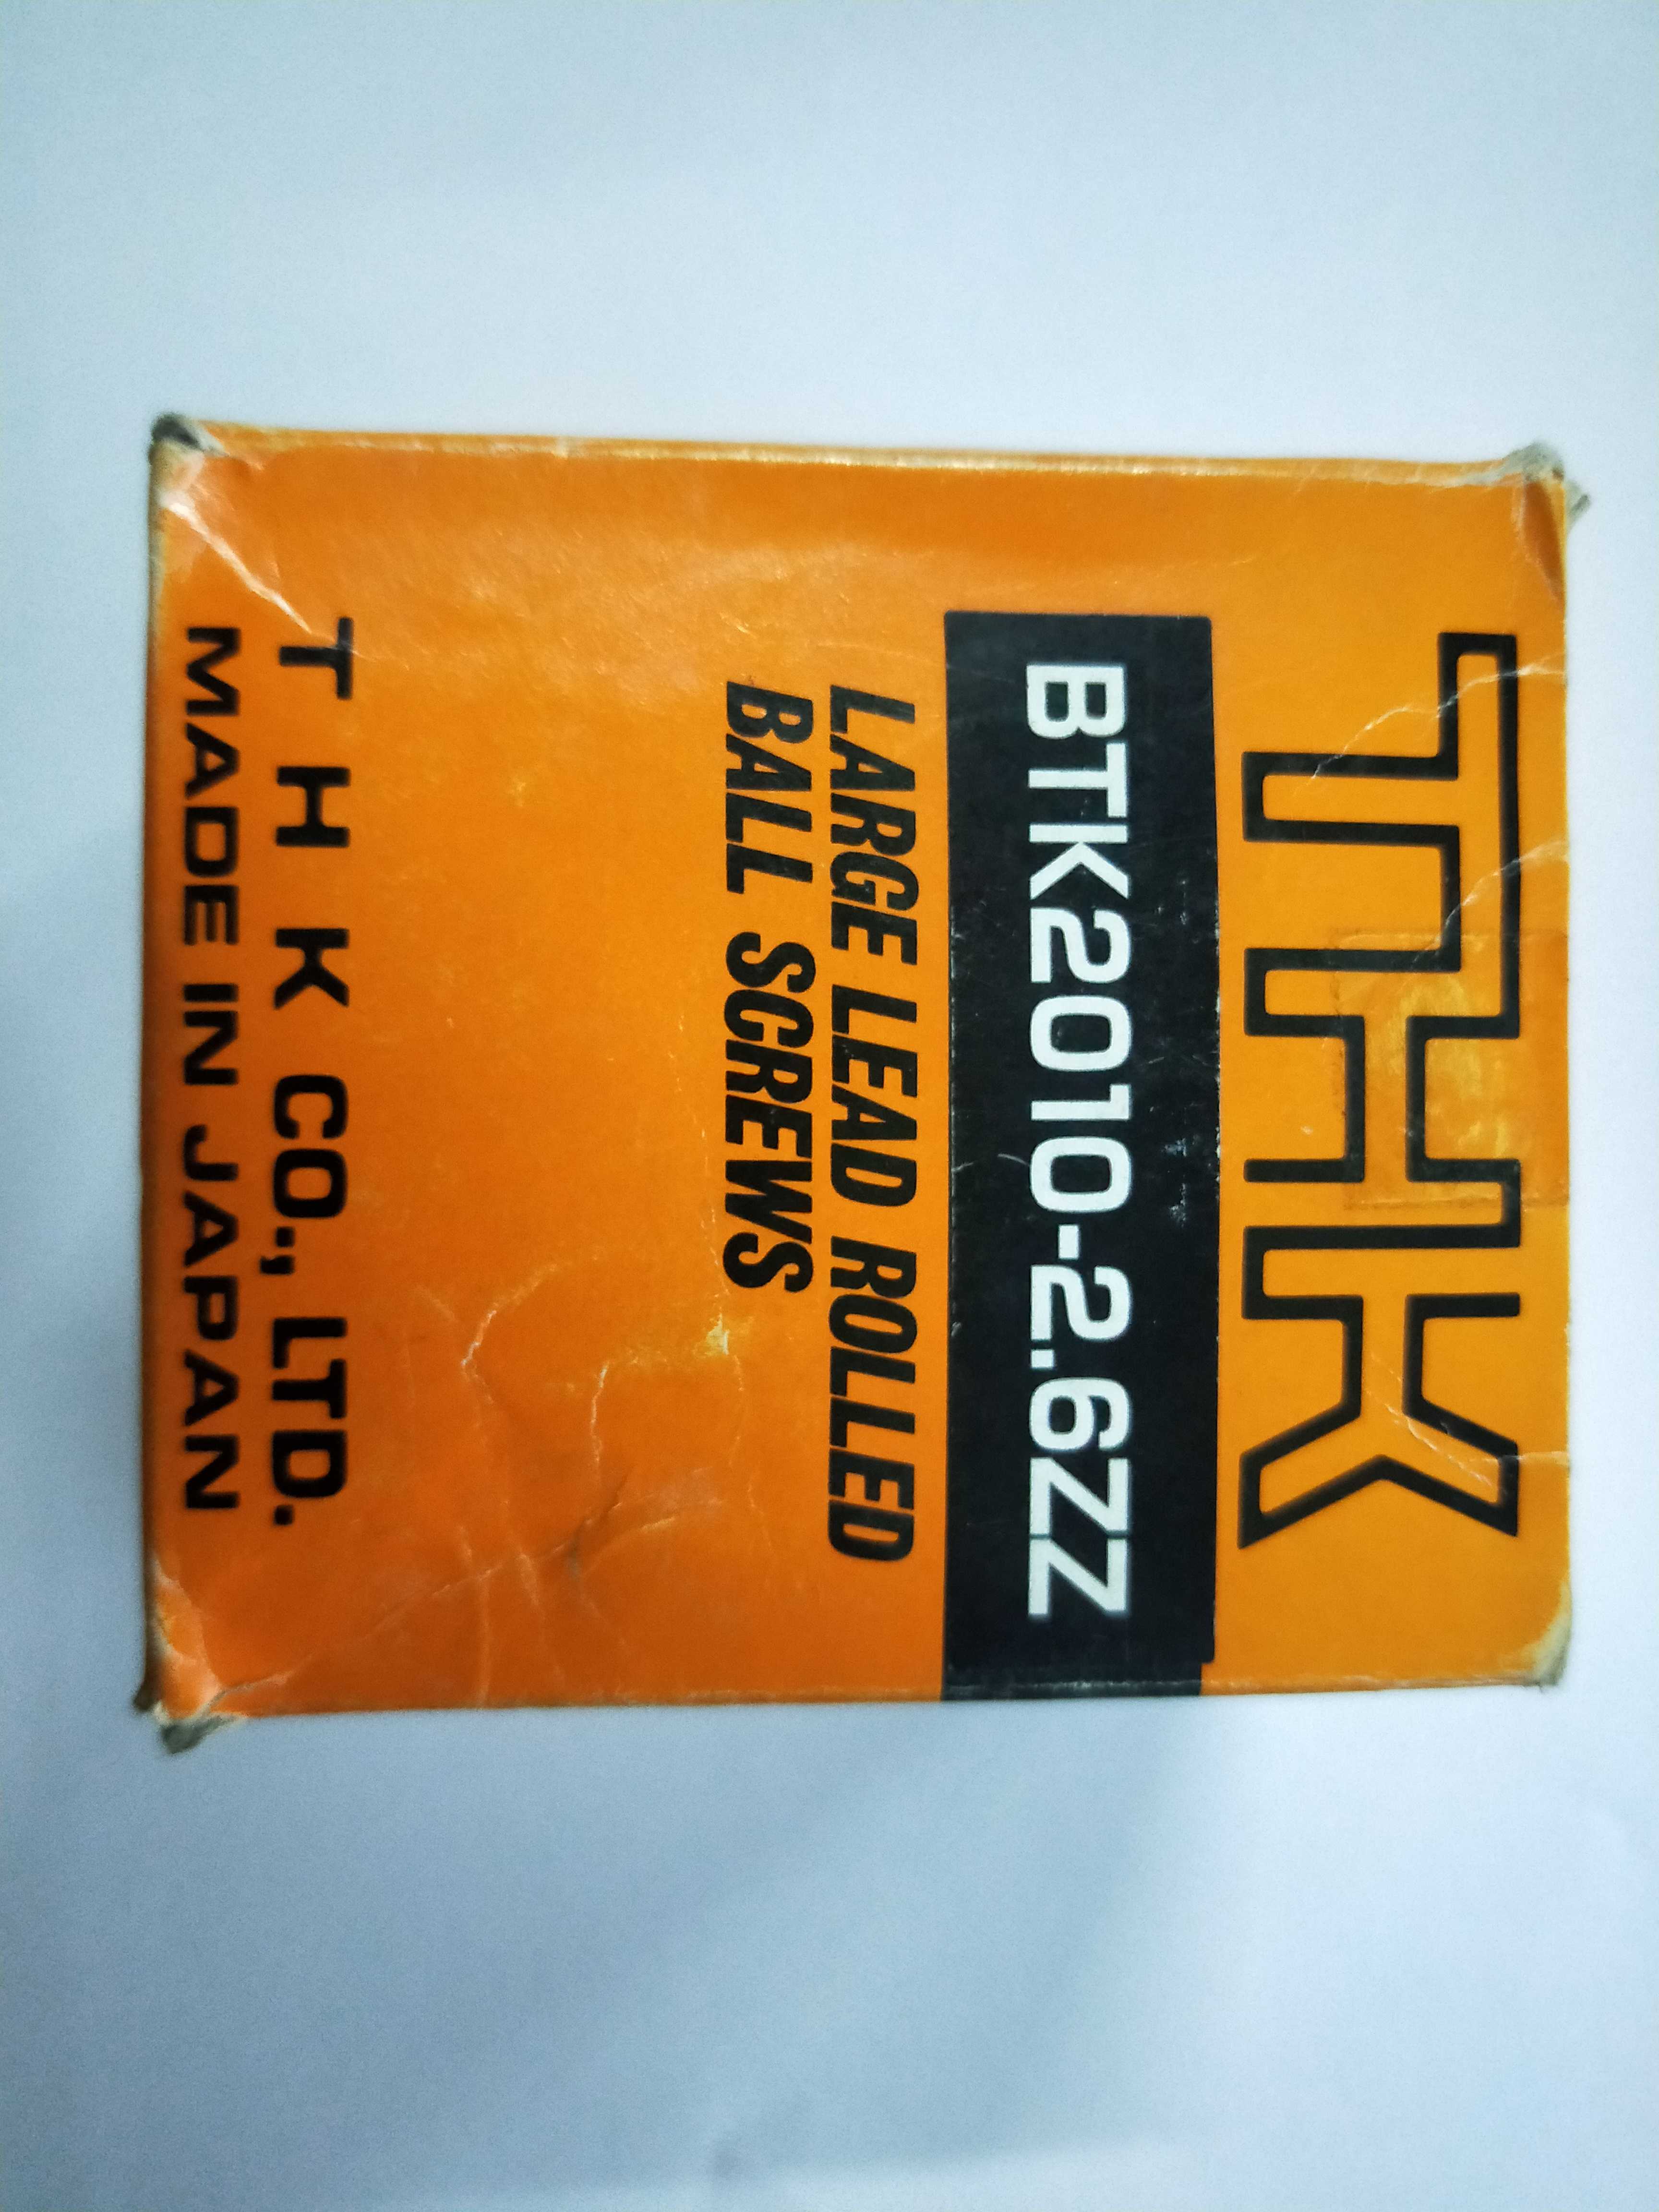 THK
BTK2010-2.6ZZ
LARGE LEAD ROLLED
BALL SCREWS
T H K CO., LTD.
MADE IN JAPAN